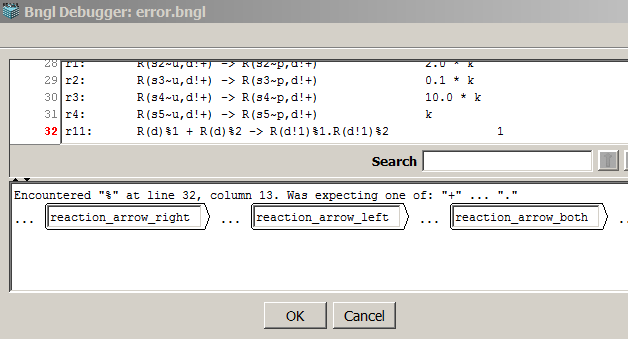 Bngl Debugger: error.bngl
28 r1: R(s2~u,d!+) -> R(s2~p,d!+) 2.0 * k
29 r2: R(s3~u,d!+) -> R(s3~p,d!+) 0.1 * k
30 r3: R(s4~u,d!+) -> R(s4~p,d!+) 10.0 * k
31 r4: R(s5~u,d!+) -> R(s5~p,d!+) k
32 r11: R(d)%1 + R(d)%2 -> R(d!1)%1.R(d!1)%2 1
Search
Encountered "%" at line 32, column 13. Was expecting one of: "+" ... "."
... reaction_arrow_right ... reaction_arrow_left ... reaction_arrow_both ..
OK Cancel